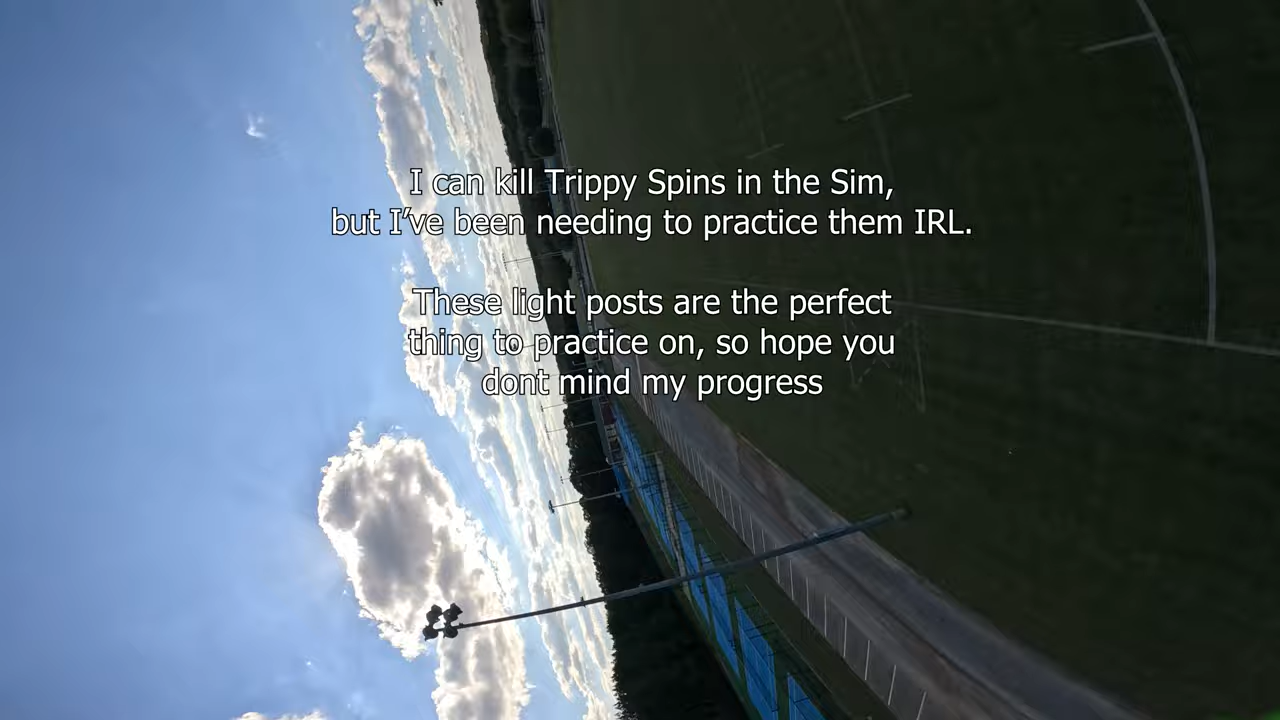 I can kill Trippy Spins in the Sim,
but I’ve been needing to practice them IRL.
These light posts are the perfect
thing to practice on, so hope you
dont mind my progress